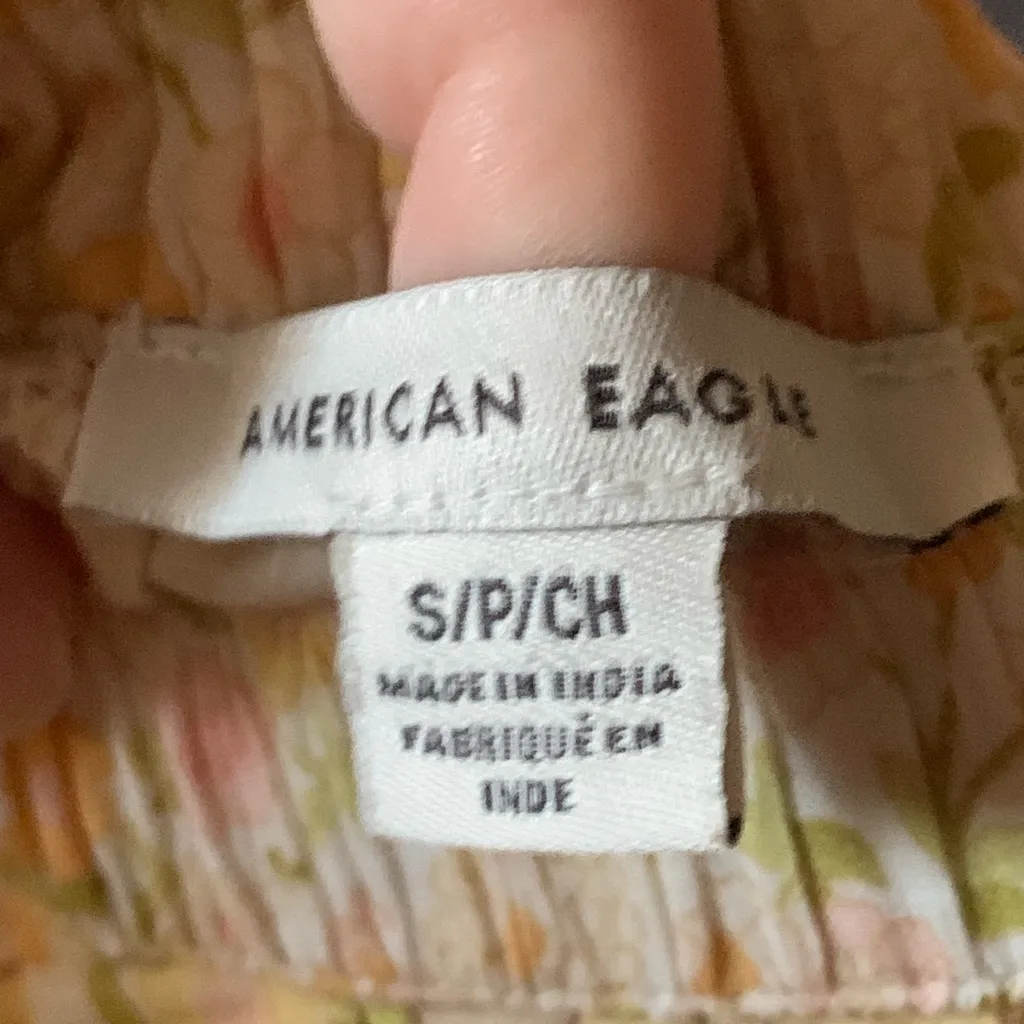 AMERICAN EAGLE
S/P/CH
MADE IN INDIA
FABRIQUÉ EN
INDE